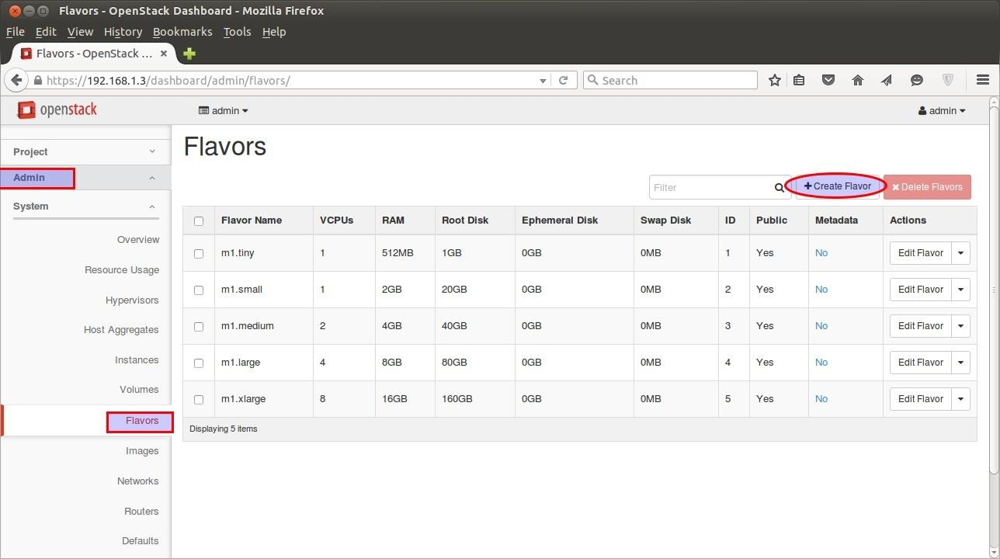 Flavors - OpenStack Dashboard - Mozilla Firefox
File Edit View History Bookmarks Tools Help
Flavors - OpenStack ...
https://192.168.1.3/dashboard/admin/flavors/
Search
openstack
admin
admin
Project
Admin
System
Overview
Resource Usage
Hypervisors
Host Aggregates
Instances
Volumes
Flavors
Images
Networks
Routers
Defaults
Flavors
Filter
Create Flavor
Delete Flavors
Flavor Name VCPUs RAM Root Disk Ephemeral Disk Swap Disk ID Public Metadata Actions
m1.tiny 1 512MB 1GB 0GB 0MB 1 Yes No Edit Flavor
m1.small 1 2GB 20GB 0GB 0MB 2 Yes No Edit Flavor
m1.medium 2 4GB 40GB 0GB 0MB 3 Yes No Edit Flavor
m1.large 4 8GB 80GB 0GB 0MB 4 Yes No Edit Flavor
m1.xlarge 8 16GB 160GB 0GB 0MB 5 Yes No Edit Flavor
Displaying 5 items